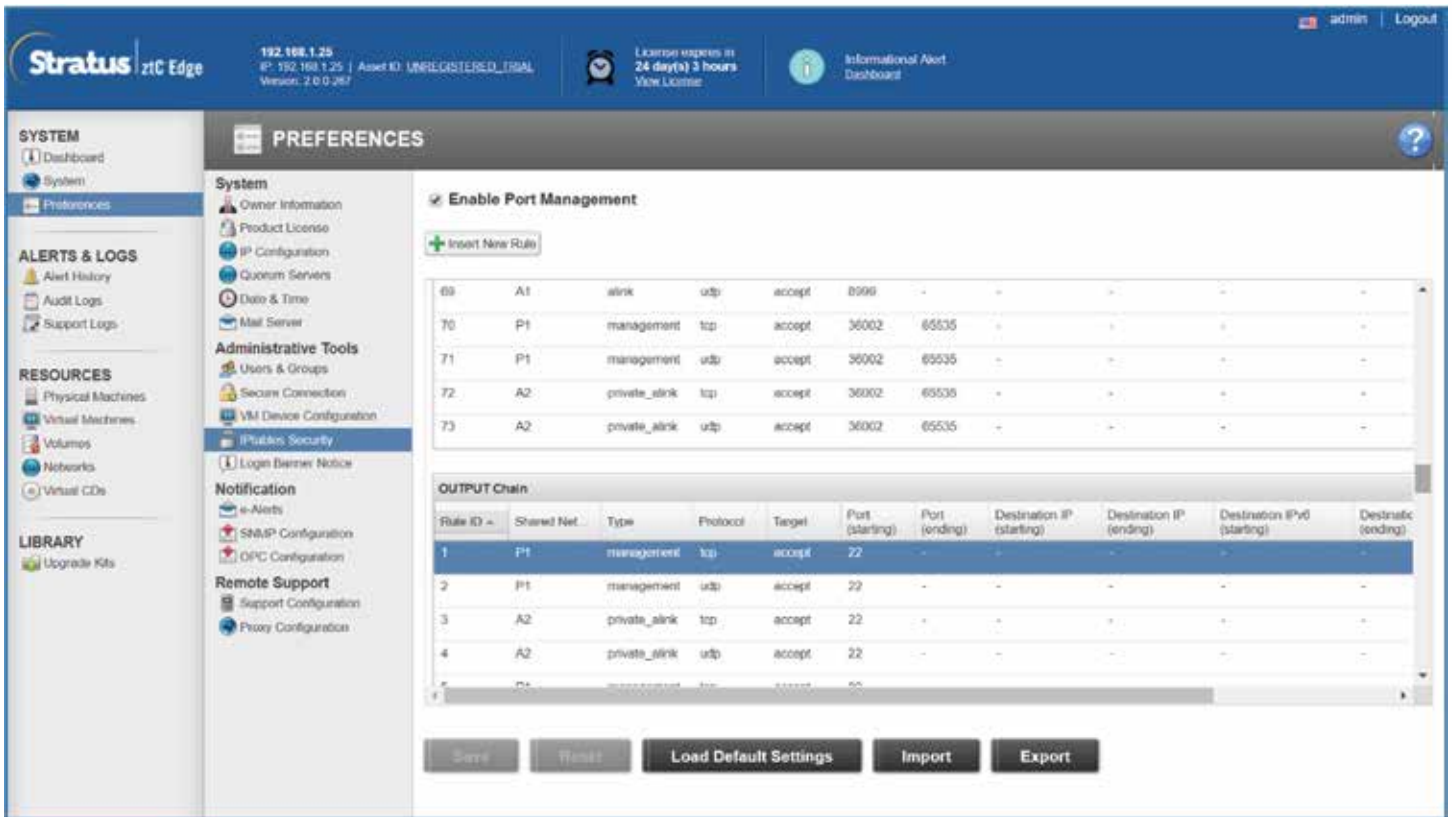 admin | Logout
Stratus ztC Edge
192.168.1.25
IP: 192.168.1.25 | Asset ID: UNREGISTERED_TRIAL
Version: 2.0.0-267
License expires in
24 day(s) 3 hours
View License
Informational Alert
Dashboard
SYSTEM
Dashboard
System
Preferences
ALERTS & LOGS
Alert History
Audit Logs
Support Logs
RESOURCES
Physical Machines
Virtual Machines
Volumes
Networks
Virtual CDs
LIBRARY
Upgrade Kits
PREFERENCES
?
System
Owner Information
Product License
IP Configuration
Quorum Servers
Date & Time
Mail Server
Administrative Tools
Users & Groups
Secure Connection
VM Device Configuration
IPtables Security
Login Banner Notice
Notification
e-Alerts
SNMP Configuration
OPC Configuration
Remote Support
Support Configuration
Proxy Configuration
Enable Port Management
Insert New Rule
69 A1 alink udp accept 8999 - - - - -
70 P1 management tcp accept 36002 65535 - - - -
71 P1 management udp accept 36002 65535 - - - -
72 A2 private_alink tcp accept 36002 65535 - - - -
73 A2 private_alink udp accept 36002 65535 - - - -
OUTPUT Chain
Rule ID Shared Net... Type Protocol Target Port (starting) Port (ending) Destination IP (starting) Destination IP (ending) Destination IPv6 (starting) Destinatic (ending)
1 P1 management tcp accept 22 - - - - -
2 P1 management udp accept 22 - - - - -
3 A2 private_alink tcp accept 22 - - - - -
4 A2 private_alink udp accept 22 - - - - -
Save Reset Load Default Settings Import Export